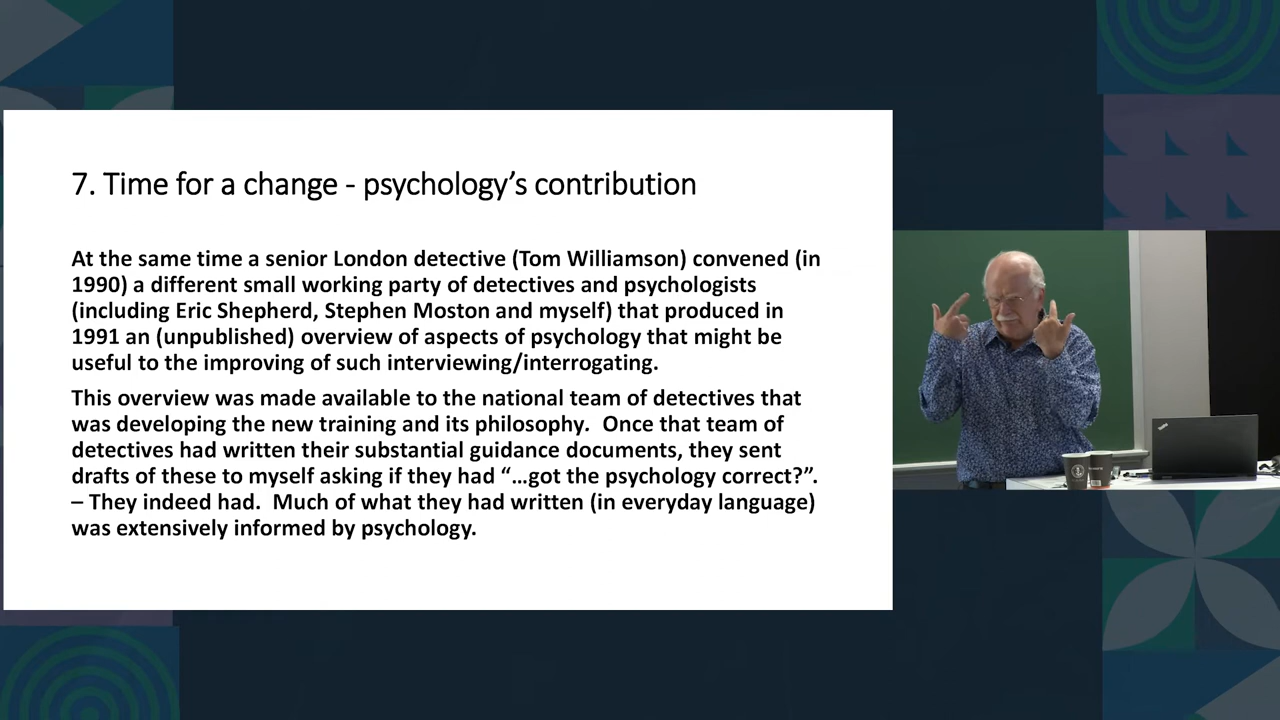 7. Time for a change - psychology's contribution
At the same time a senior London detective (Tom Williamson) convened (in
1990) a different small working party of detectives and psychologists
(including Eric Shepherd, Stephen Moston and myself) that produced in
1991 an (unpublished) overview of aspects of psychology that might be
useful to the improving of such interviewing/interrogating.
This overview was made available to the national team of detectives that
was developing the new training and its philosophy.  Once that team of
detectives had written their substantial guidance documents, they sent
drafts of these to myself asking if they had “…got the psychology correct?”.
– They indeed had.  Much of what they had written (in everyday language)
was extensively informed by psychology.